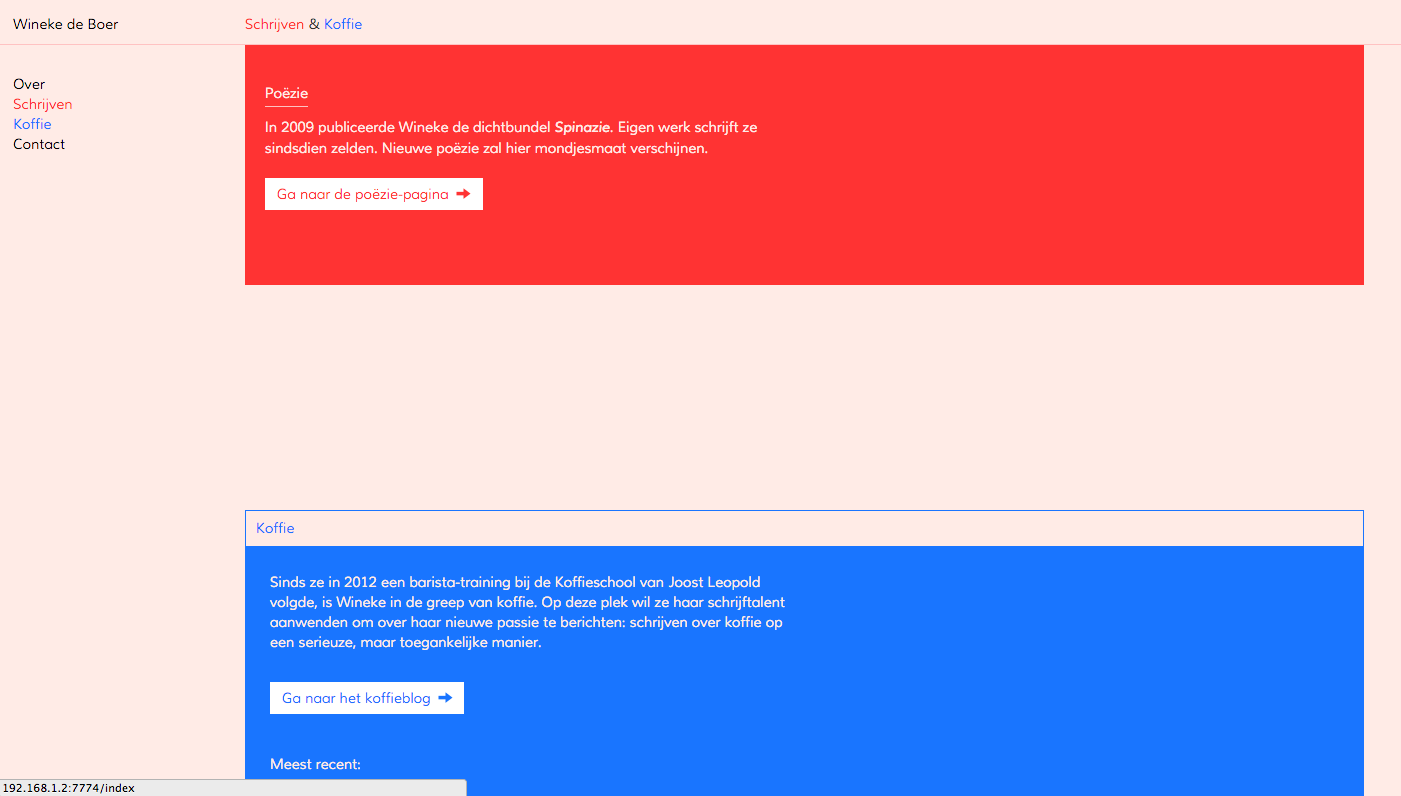 Wineke de Boer
Schrijven & Koffie
Over
Schrijven
Koffie
Contact
Poëzie
In 2009 publiceerde Wineke de dichtbundel Spinazie. Eigen werk schrijft ze
sindsdien zelden. Nieuwe poëzie zal hier mondjesmaat verschijnen.
Ga naar de poëzie-pagina
Koffie
Sinds ze in 2012 een barista-training bij de Koffieschool van Joost Leopold
volgde, is Wineke in de greep van koffie. Op deze plek wil ze haar schrijftalent
aanwenden om over haar nieuwe passie te berichten: schrijven over koffie op
een serieuze, maar toegankelijke manier.
Ga naar het koffieblog
Meest recent:
192.168.1.2:7774/index